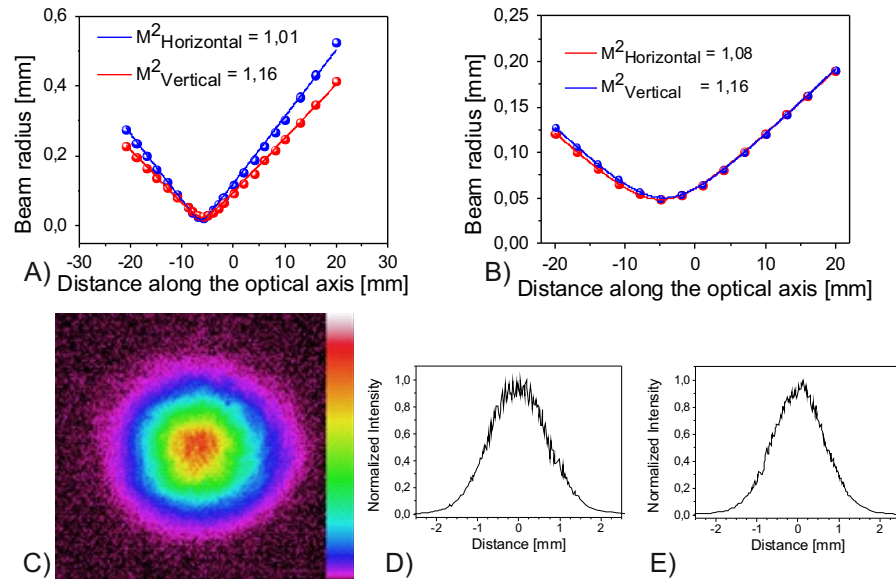 M2Horizontal = 1,01
M2Vertical = 1,16
0,6
0,4
0,2
0,0
Beam radius [mm]
-30 -20 -10 0 10 20 30
Distance along the optical axis [mm]
A)
M2Horizontal = 1,08
M2Vertical = 1,16
0,25
0,20
0,15
0,10
0,05
0,00
Beam radius [mm]
-20 -10 0 10 20
Distance along the optical axis [mm]
B)
C)
1,0
0,8
0,6
0,4
0,2
0,0
Normalized Intensity
-2 -1 0 1 2
Distance [mm]
D)
1,0
0,8
0,6
0,4
0,2
0,0
Normalized Intensity
-2 -1 0 1 2
Distance [mm]
E)